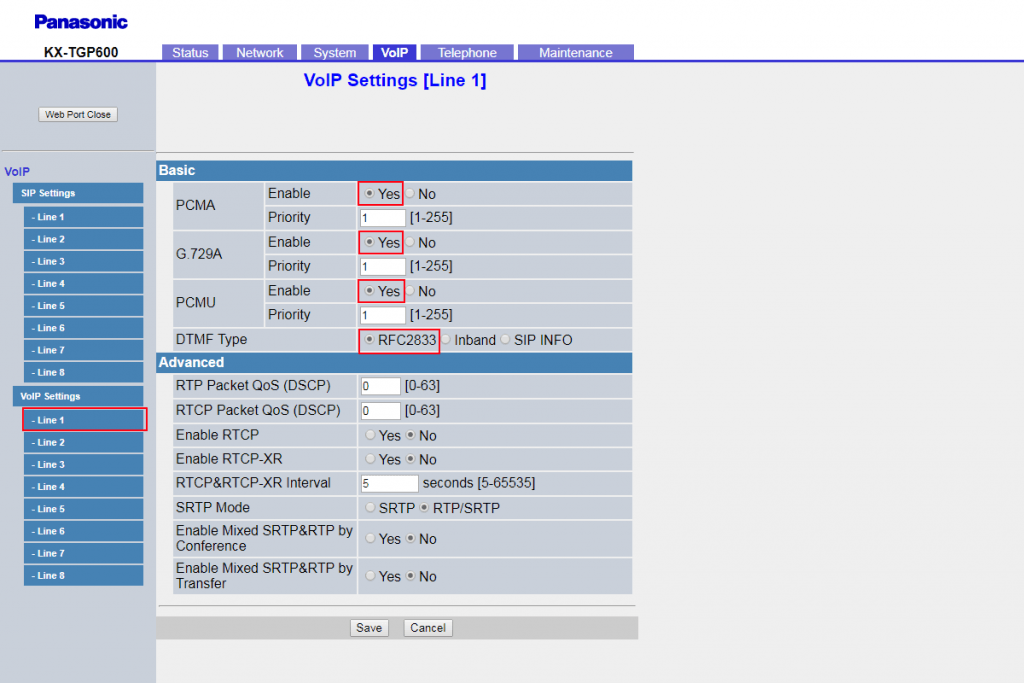 Panasonic
KX-TGP600
Status Network System VoIP Telephone Maintenance
VoIP Settings [Line 1]
Web Port Close
VoIP
SIP Settings
- Line 1
- Line 2
- Line 3
- Line 4
- Line 5
- Line 6
- Line 7
- Line 8
VoIP Settings
- Line 1
- Line 2
- Line 3
- Line 4
- Line 5
- Line 6
- Line 7
- Line 8
Basic
PCMA
Enable Yes No
Priority 1 [1-255]
G.729A
Enable Yes No
Priority 1 [1-255]
PCMU
Enable Yes No
Priority 1 [1-255]
DTMF Type RFC2833 Inband SIP INFO
Advanced
RTP Packet QoS (DSCP) 0 [0-63]
RTCP Packet QoS (DSCP) 0 [0-63]
Enable RTCP Yes No
Enable RTCP-XR Yes No
RTCP&RTCP-XR Interval 5 seconds [5-65535]
SRTP Mode SRTP RTP/SRTP
Enable Mixed SRTP&RTP by
Conference Yes No
Enable Mixed SRTP&RTP by
Transfer Yes No
Save Cancel